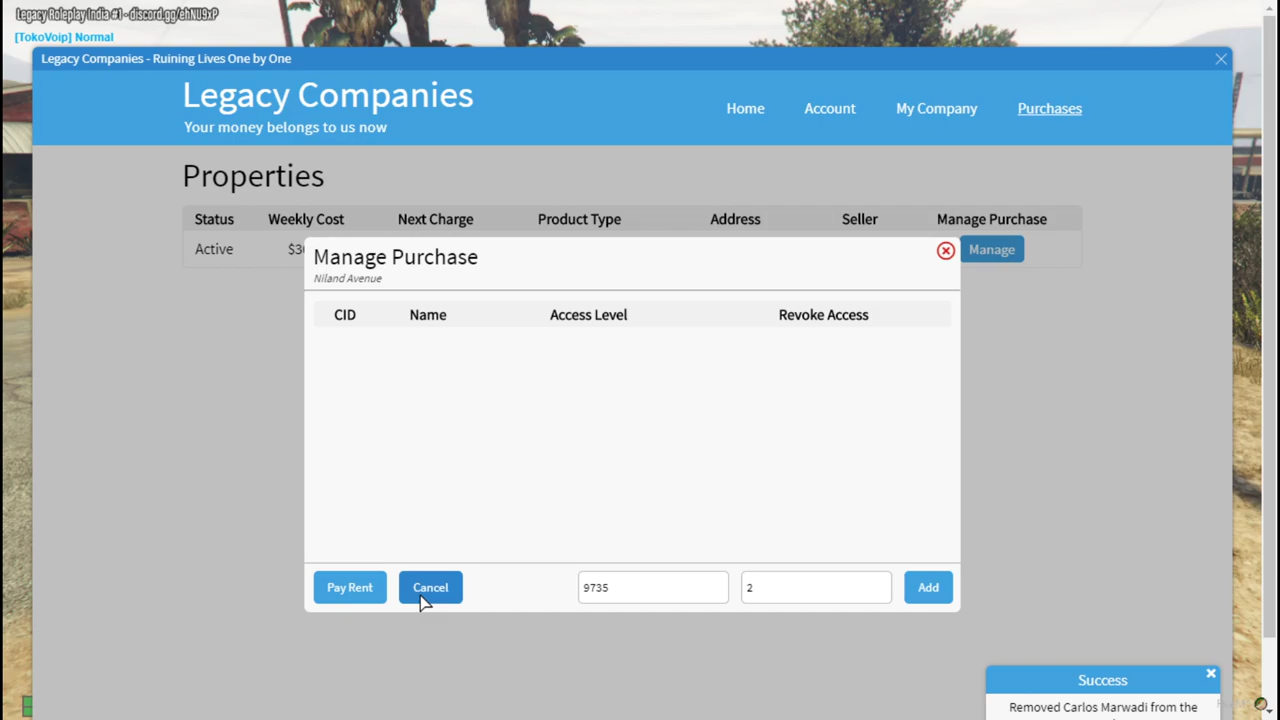 Legacy Roleplay India #1 - discord.gg/ehNU9xP
[TokoVoip] Normal
Legacy Companies - Ruining Lives One by One
Legacy Companies
Your money belongs to us now
Home Account My Company Purchases
Properties
Status Weekly Cost Next Charge Product Type Address Seller Manage Purchase
Active $30 Manage
Manage Purchase
Niland Avenue
CID Name Access Level Revoke Access
Pay Rent Cancel 9735 2 Add
Success
Removed Carlos Marwadi from the